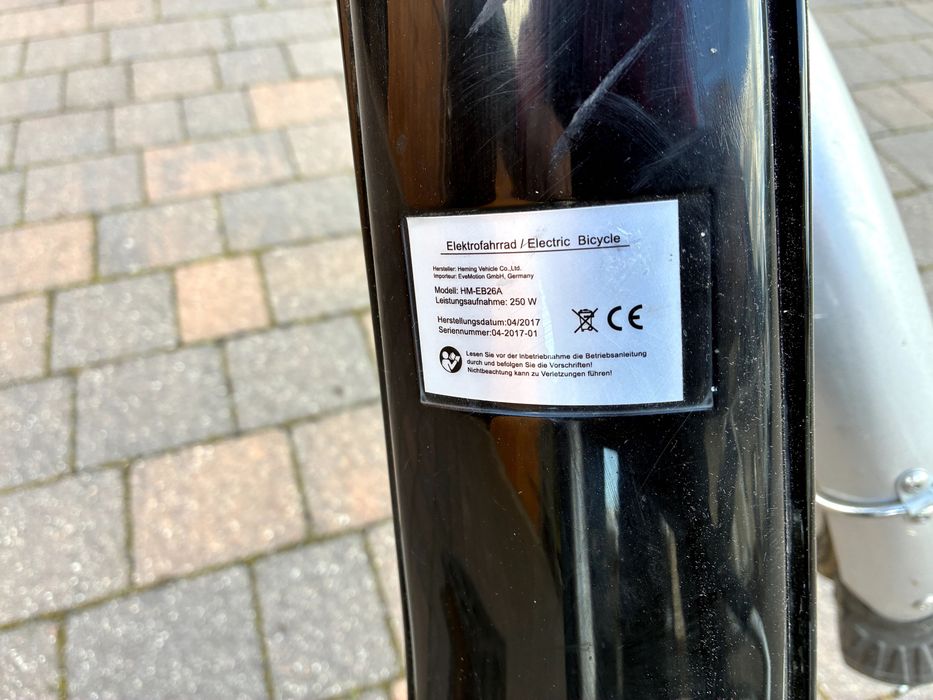 Elektrofahrrad / Electric Bicycle
Hersteller: Heming Vehicle Co.,Ltd.
Importeur: EveMotion GmbH, Germany
Modell: HM-EB26A
Leistungsaufnahme: 250 W
Herstellungsdatum:04/2017
Seriennummer:04-2017-01
CE
Lesen Sie vor der Inbetriebnahme die Betriebsanleitung
durch und befolgen Sie die Vorschriften!
Nichtbeachtung kann zu Verletzungen führen!